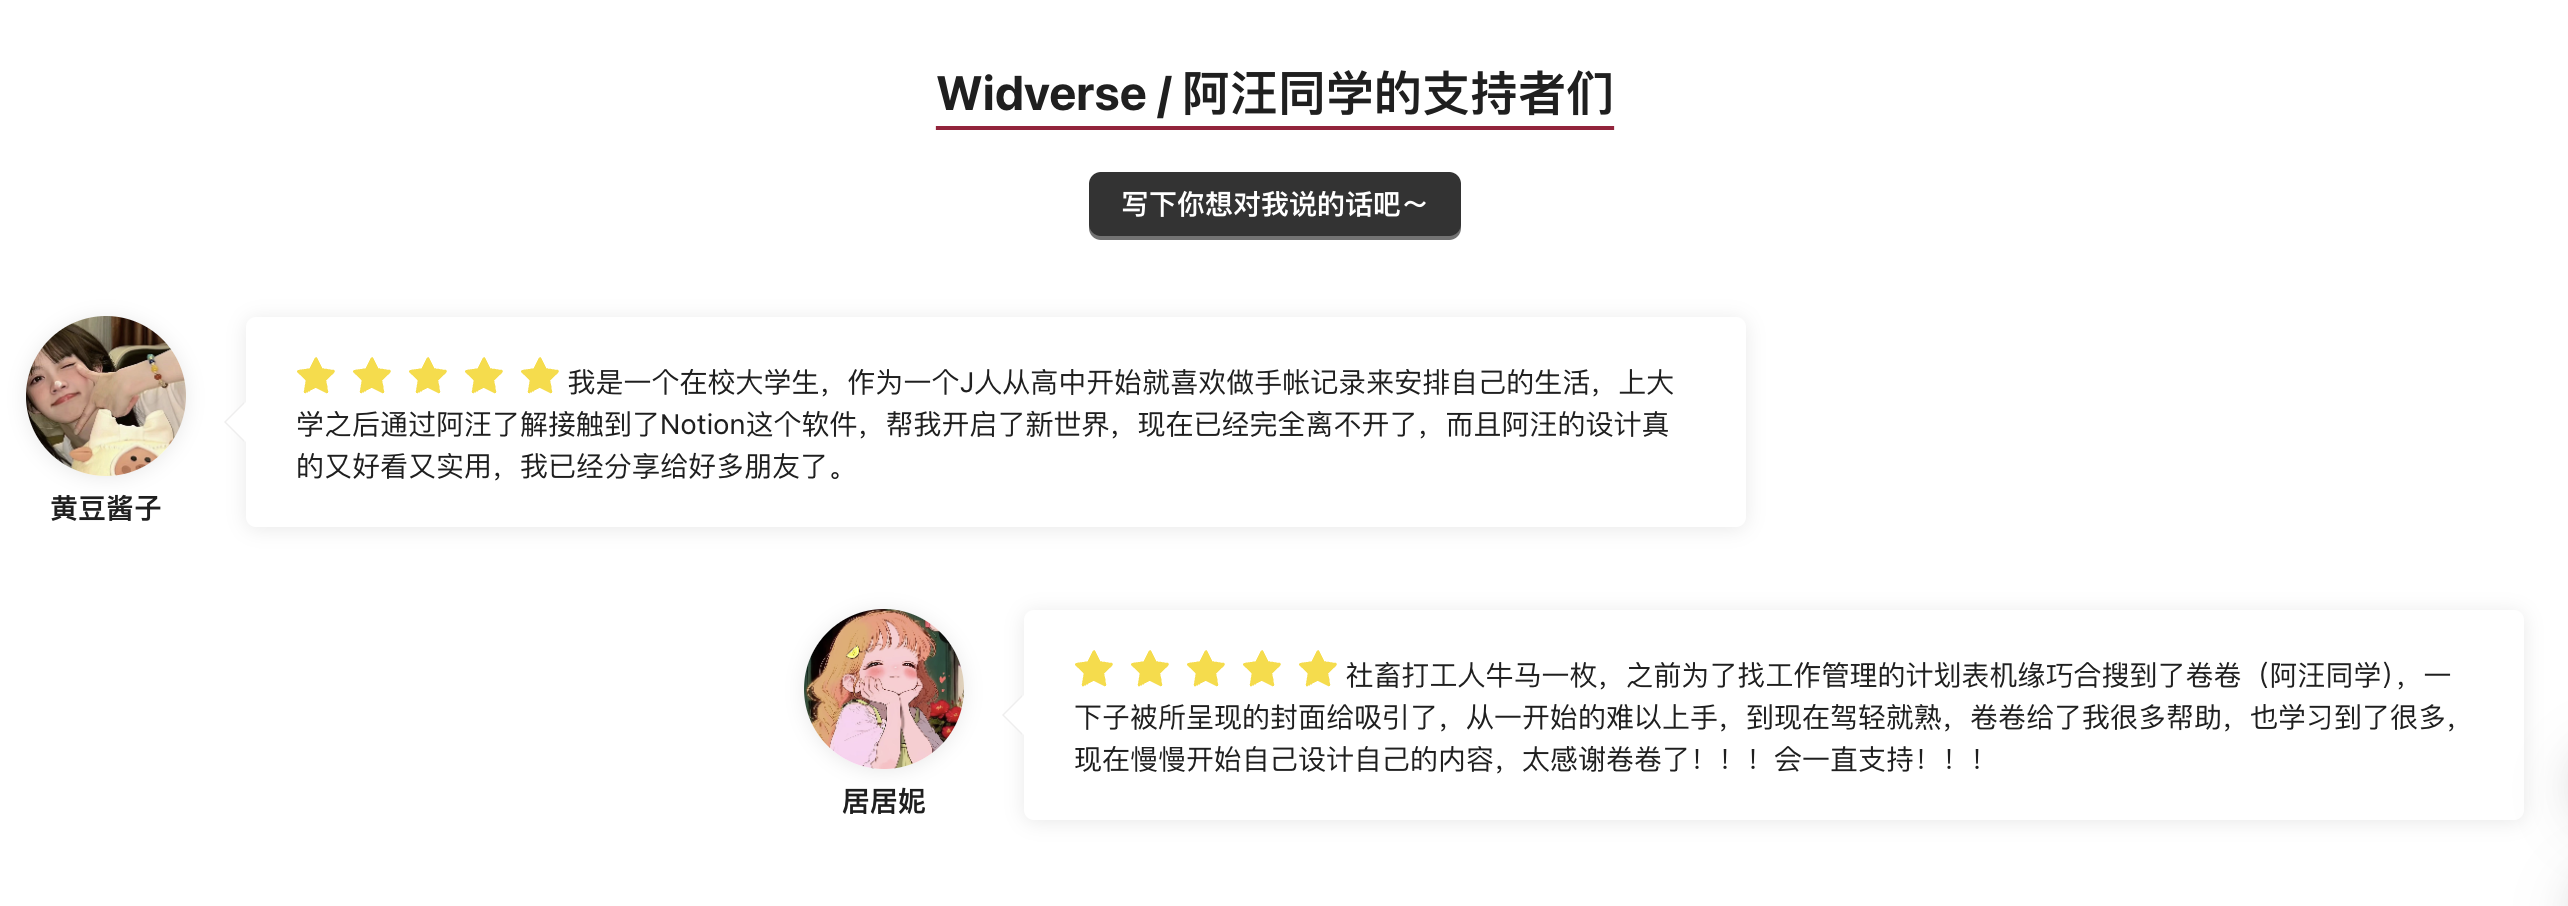 Widverse / 阿汪同学的支持者们
写下你想对我说的话吧～
我是一个在校大学生，作为一个J人从高中开始就喜欢做手帐记录来安排自己的生活，上大
学之后通过阿汪了解接触到了Notion这个软件，帮我开启了新世界，现在已经完全离不开了，而且阿汪的设计真
的又好看又实用，我已经分享给好多朋友了。
黄豆酱子
社畜打工人牛马一枚，之前为了找工作管理的计划表机缘巧合搜到了卷卷（阿汪同学），一
下子被所呈现的封面给吸引了，从一开始的难以上手，到现在驾轻就熟，卷卷给了我很多帮助，也学习到了很多，
现在慢慢开始自己设计自己的内容，太感谢卷卷了！！！会一直支持！！！
居居妮